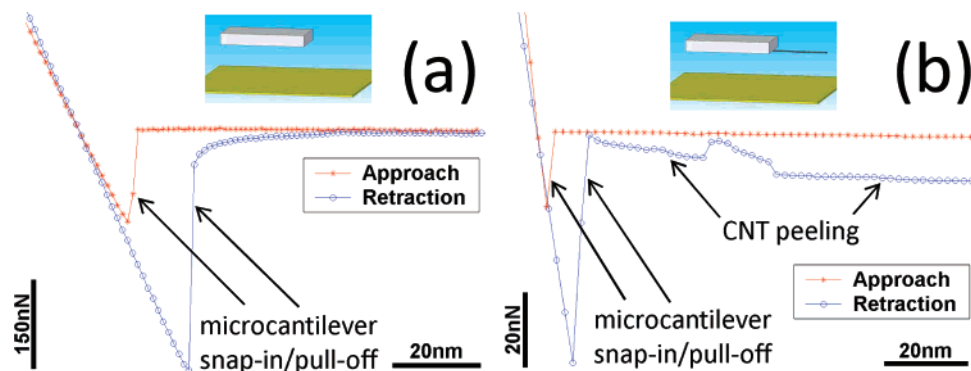 (a)
Approach
Retraction
microcantilever
snap-in/pull-off
150nN
20nm
(b)
CNT peeling
Approach
Retraction
microcantilever
snap-in/pull-off
20nN
20nm